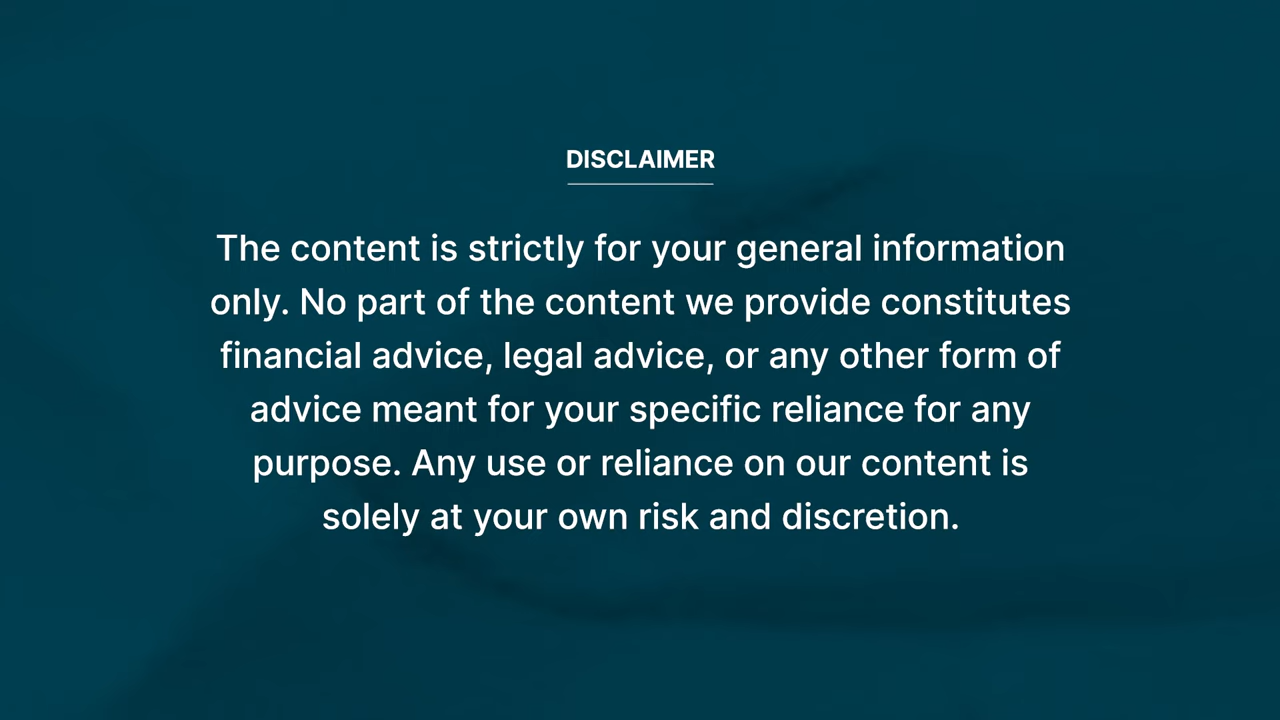 DISCLAIMER
The content is strictly for your general information
only. No part of the content we provide constitutes
financial advice, legal advice, or any other form of
advice meant for your specific reliance for any
purpose. Any use or reliance on our content is
solely at your own risk and discretion.